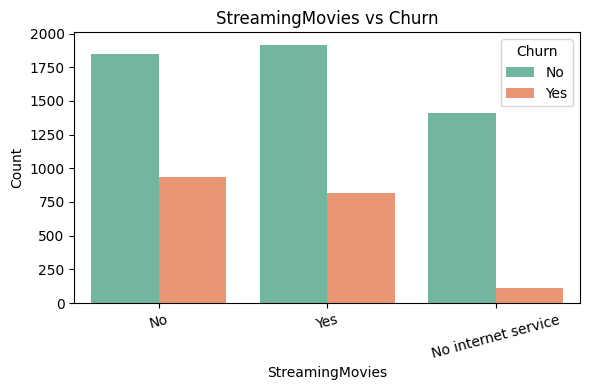 StreamingMovies vs Churn
2000
1750
1500
1250
1000
750
500
250
0
Count
Churn
No
Yes
No
Yes
No internet service
StreamingMovies